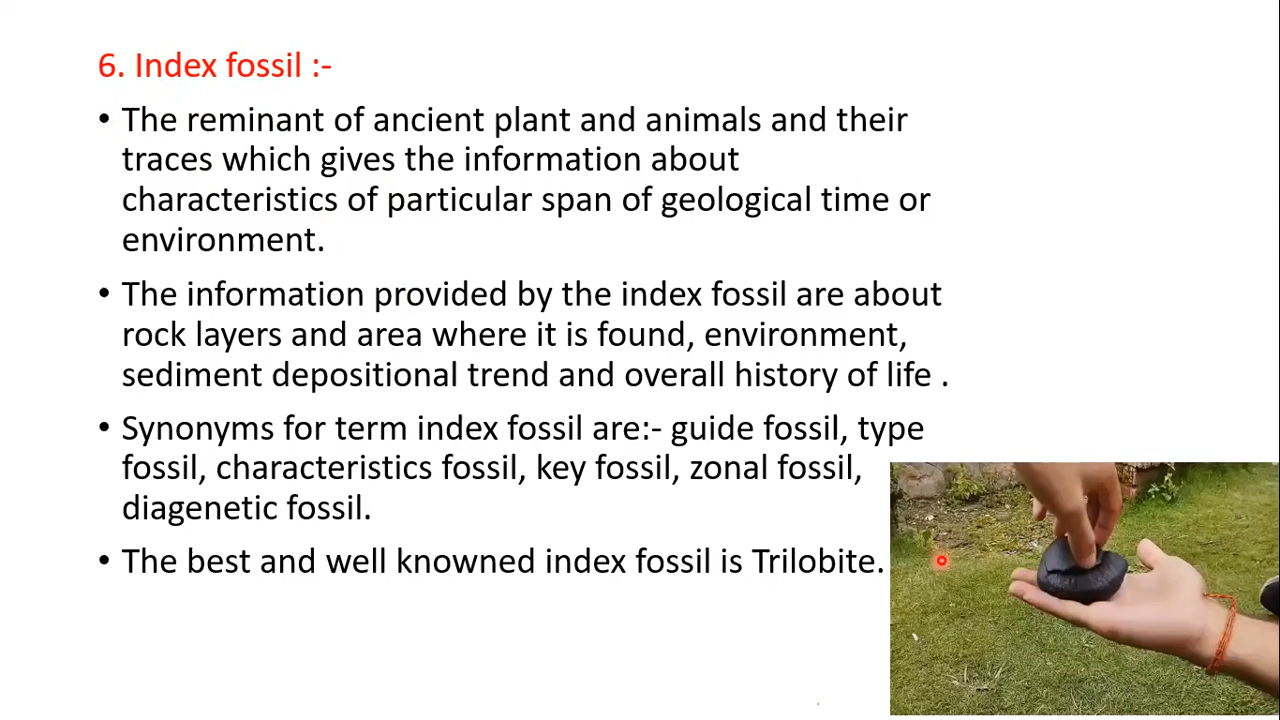 6. Index fossil :-
• The reminant of ancient plant and animals and their
traces which gives the information about
characteristics of particular span of geological time or
environment.
• The information provided by the index fossil are about
rock layers and area where it is found, environment,
sediment depositional trend and overall history of life .
• Synonyms for term index fossil are:- guide fossil, type
fossil, characteristics fossil, key fossil, zonal fossil,
diagenetic fossil.
• The best and well knowned index fossil is Trilobite.